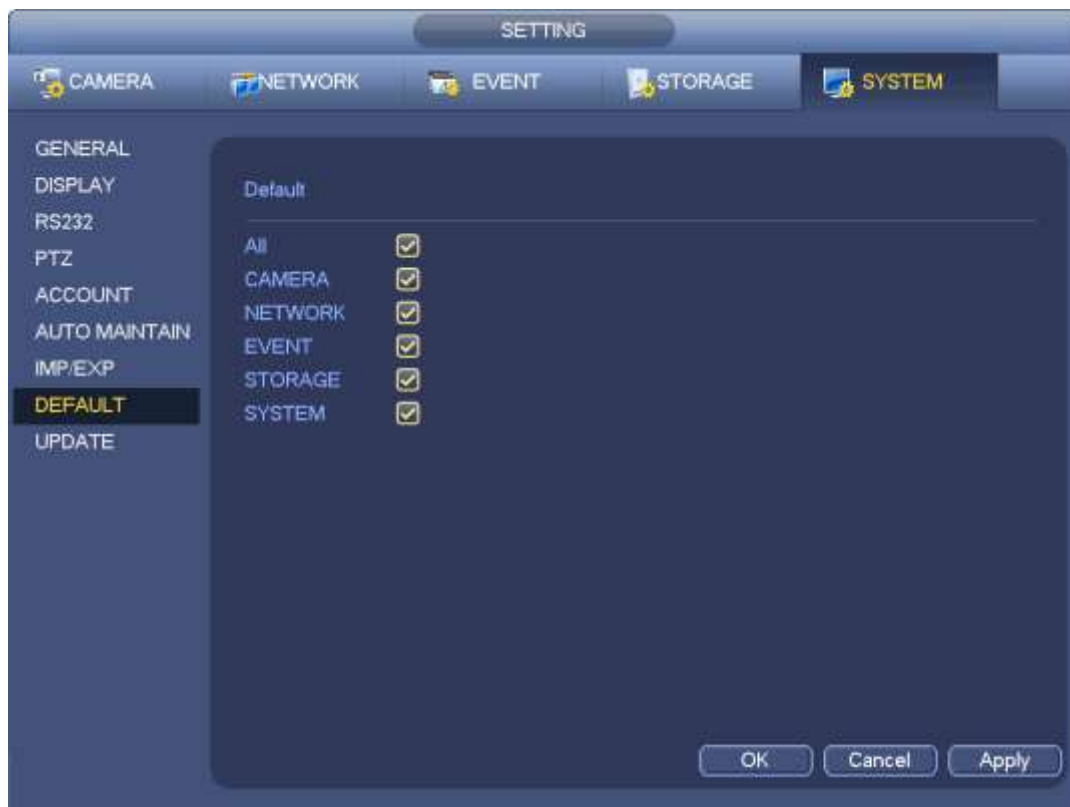 SETTING
CAMERA NETWORK EVENT STORAGE SYSTEM
GENERAL
DISPLAY
RS232
PTZ
ACCOUNT
AUTO MAINTAIN
IMP/EXP
DEFAULT
UPDATE
Default
All
CAMERA
NETWORK
EVENT
STORAGE
SYSTEM
OK Cancel Apply